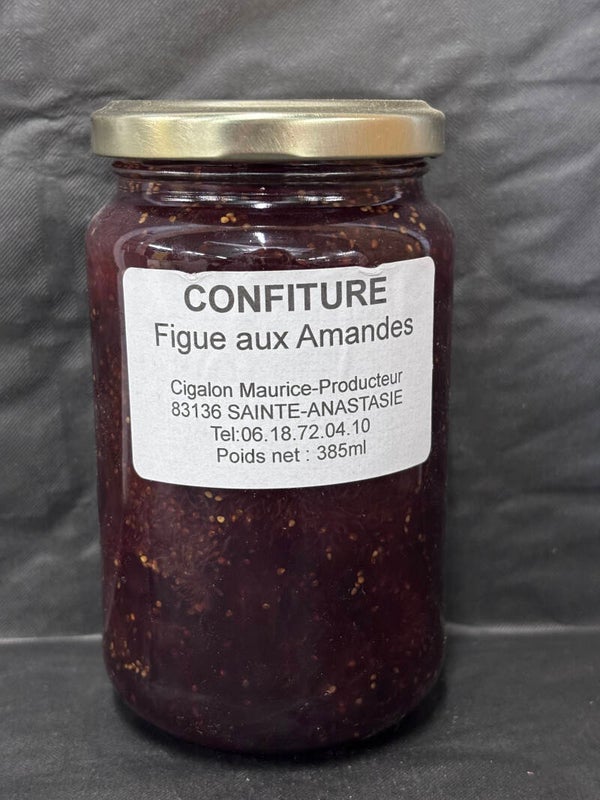 CONFITURE
Figue aux Amandes
Cigalon Maurice-Producteur
83136 SAINTE-ANASTASIE
Tel:06.18.72.04.10
Poids net : 385ml